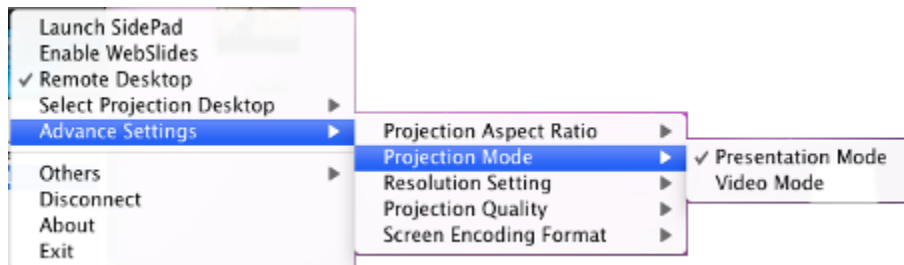 Launch SidePad
Enable WebSlides
✓ Remote Desktop
Select Projection Desktop
Advance Settings
Others
Disconnect
About
Exit
Projection Aspect Ratio
Projection Mode
Resolution Setting
Projection Quality
Screen Encoding Format
✓ Presentation Mode
Video Mode